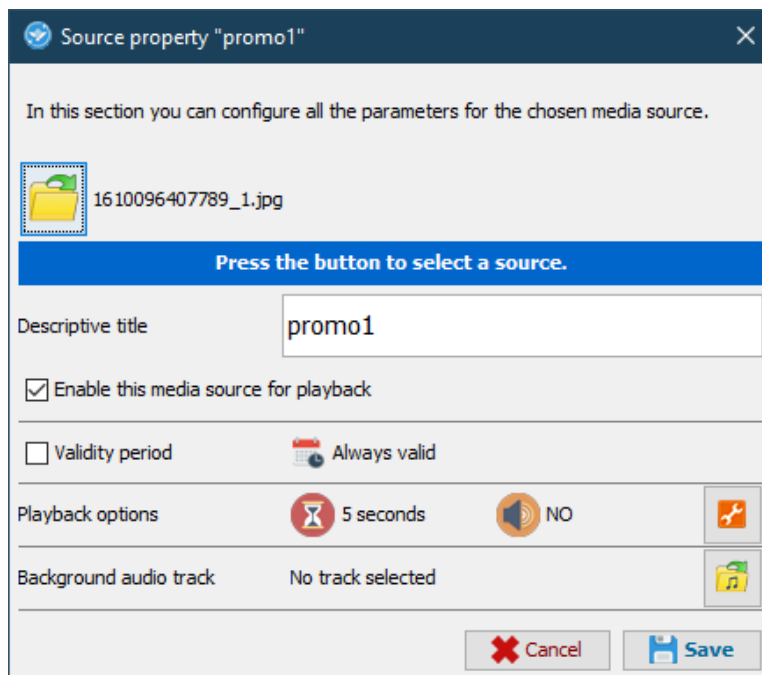 Source property "promo1"
In this section you can configure all the parameters for the chosen media source.
1610096407789_1.jpg
Press the button to select a source.
Descriptive title promo1
Enable this media source for playback
Validity period Always valid
Playback options 5 seconds NO
Background audio track No track selected
Cancel Save